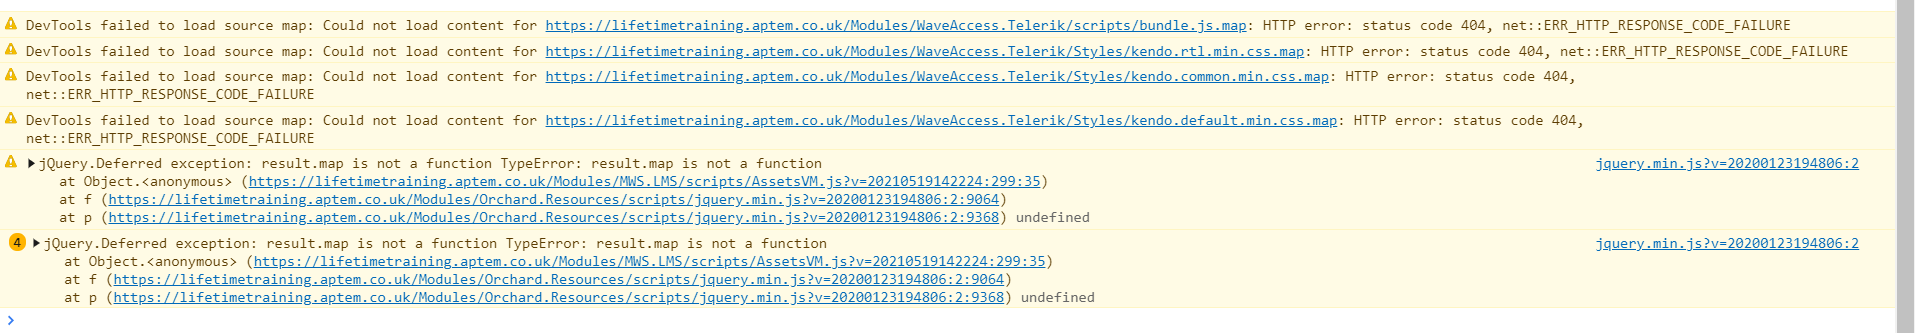 DevTools failed to load source map: Could not load content for https://lifetimetraining.aptem.co.uk/Modules/WaveAccess.Telerik/scripts/bundle.js.map: HTTP error: status code 404, net::ERR_HTTP_RESPONSE_CODE_FAILURE
DevTools failed to load source map: Could not load content for https://lifetimetraining.aptem.co.uk/Modules/WaveAccess.Telerik/Styles/kendo.rtl.min.css.map: HTTP error: status code 404, net::ERR_HTTP_RESPONSE_CODE_FAILURE
DevTools failed to load source map: Could not load content for https://lifetimetraining.aptem.co.uk/Modules/WaveAccess.Telerik/Styles/kendo.common.min.css.map: HTTP error: status code 404,
net::ERR_HTTP_RESPONSE_CODE_FAILURE
DevTools failed to load source map: Could not load content for https://lifetimetraining.aptem.co.uk/Modules/WaveAccess.Telerik/Styles/kendo.default.min.css.map: HTTP error: status code 404,
net::ERR_HTTP_RESPONSE_CODE_FAILURE
jQuery.Deferred exception: result.map is not a function TypeError: result.map is not a function jquery.min.js?v=20200123194806:2
at Object.<anonymous> (https://lifetimetraining.aptem.co.uk/Modules/MWS.LMS/scripts/AssetsVM.js?v=20210519142224:299:35)
at f (https://lifetimetraining.aptem.co.uk/Modules/Orchard.Resources/scripts/jquery.min.js?v=20200123194806:2:9064)
at p (https://lifetimetraining.aptem.co.uk/Modules/Orchard.Resources/scripts/jquery.min.js?v=20200123194806:2:9368) undefined
4 jQuery.Deferred exception: result.map is not a function TypeError: result.map is not a function jquery.min.js?v=20200123194806:2
at Object.<anonymous> (https://lifetimetraining.aptem.co.uk/Modules/MWS.LMS/scripts/AssetsVM.js?v=20210519142224:299:35)
at f (https://lifetimetraining.aptem.co.uk/Modules/Orchard.Resources/scripts/jquery.min.js?v=20200123194806:2:9064)
at p (https://lifetimetraining.aptem.co.uk/Modules/Orchard.Resources/scripts/jquery.min.js?v=20200123194806:2:9368) undefined